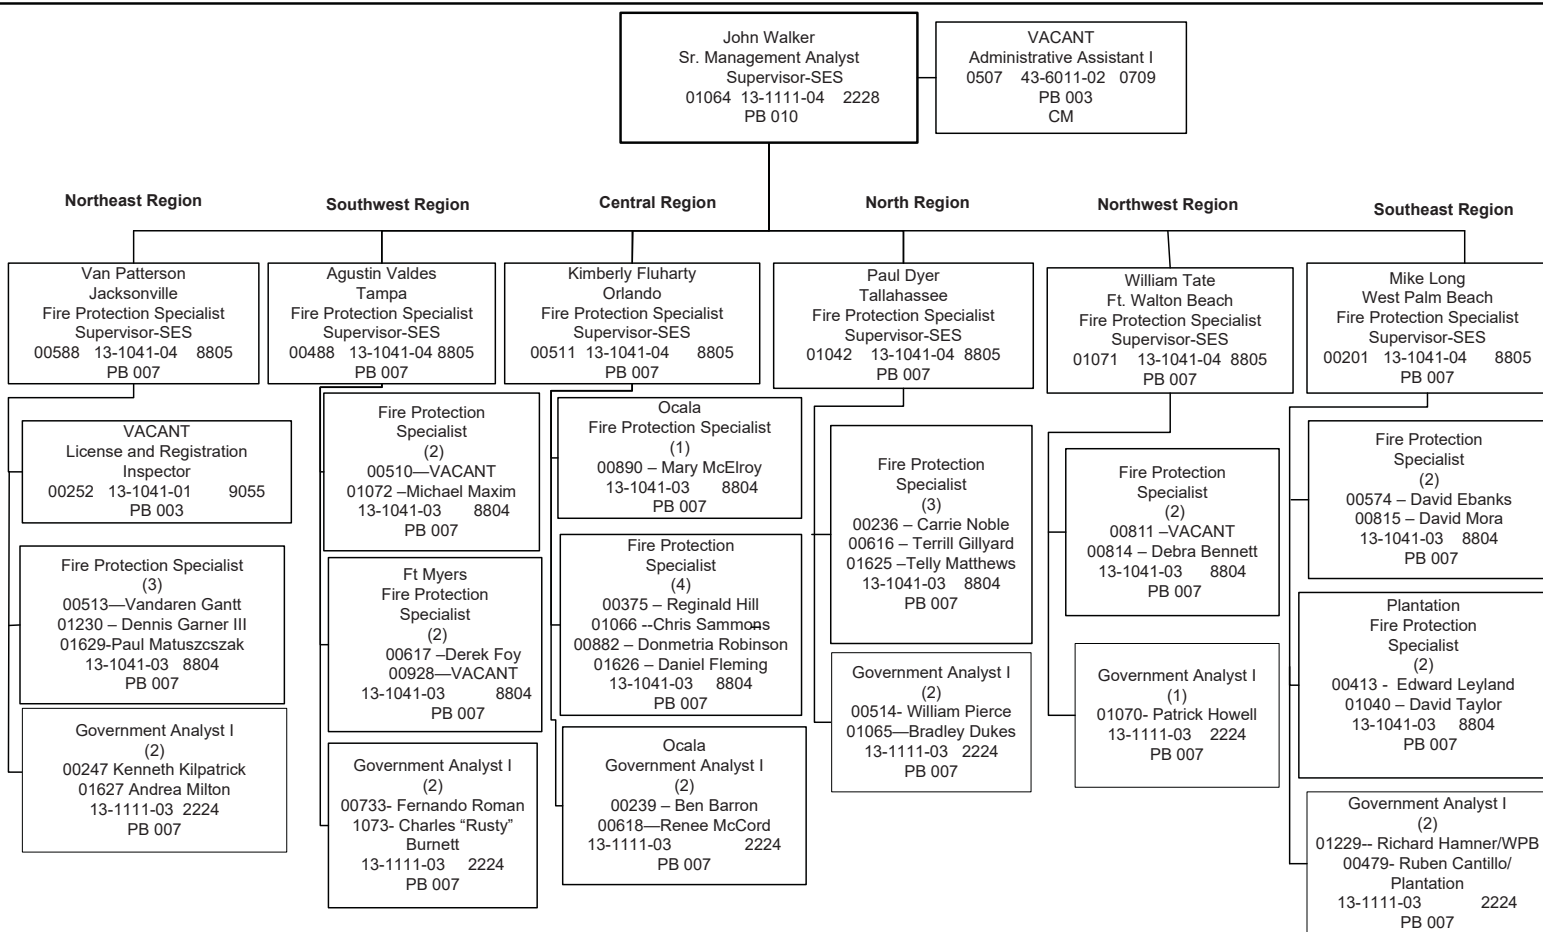 John Walker
Sr. Management Analyst
Supervisor-SES
01064 13-1111-04 2228
PB 010
VACANT
Administrative Assistant I
0507 43-6011-02 0709
PB 003
CM
Northeast Region
Southwest Region
Central Region
North Region
Northwest Region
Southeast Region
Van Patterson
Jacksonville
Fire Protection Specialist
Supervisor-SES
00588 13-1041-04 8805
PB 007
Agustin Valdes
Tampa
Fire Protection Specialist
Supervisor-SES
00488 13-1041-04 8805
PB 007
Kimberly Fluharty
Orlando
Fire Protection Specialist
Supervisor-SES
00511 13-1041-04 8805
PB 007
Paul Dyer
Tallahassee
Fire Protection Specialist
Supervisor-SES
01042 13-1041-04 8805
PB 007
William Tate
Ft. Walton Beach
Fire Protection Specialist
Supervisor-SES
01071 13-1041-04 8805
PB 007
Mike Long
West Palm Beach
Fire Protection Specialist
Supervisor-SES
00201 13-1041-04 8805
PB 007
VACANT
License and Registration
Inspector
00252 13-1041-01 9055
PB 003
Fire Protection Specialist
(3)
00513—Vandaren Gantt
01230 – Dennis Garner III
01629-Paul Matuszcszak
13-1041-03 8804
PB 007
Government Analyst I
(2)
00247 Kenneth Kilpatrick
01627 Andrea Milton
13-1111-03 2224
PB 007
Fire Protection
Specialist
(2)
00510—VACANT
01072 –Michael Maxim
13-1041-03 8804
PB 007
Ft Myers
Fire Protection
Specialist
(2)
00617 –Derek Foy
00928—VACANT
13-1041-03 8804
PB 007
Government Analyst I
(2)
00733- Fernando Roman
1073- Charles “Rusty”
Burnett
13-1111-03 2224
PB 007
Ocala
Fire Protection Specialist
(1)
00890 – Mary McElroy
13-1041-03 8804
PB 007
Fire Protection
Specialist
(4)
00375 – Reginald Hill
01066 --Chris Sammons
00882 – Donmetria Robinson
01626 – Daniel Fleming
13-1041-03 8804
PB 007
Ocala
Government Analyst I
(2)
00239 – Ben Barron
00618—Renee McCord
13-1111-03 2224
PB 007
Fire Protection
Specialist
(3)
00236 – Carrie Noble
00616 – Terrill Gillyard
01625 –Telly Matthews
13-1041-03 8804
PB 007
Government Analyst I
(2)
00514- William Pierce
01065—Bradley Dukes
13-1111-03 2224
PB 007
Fire Protection
Specialist
(2)
00811 –VACANT
00814 – Debra Bennett
13-1041-03 8804
PB 007
Government Analyst I
(1)
01070- Patrick Howell
13-1111-03 2224
PB 007
Fire Protection
Specialist
(2)
00574 – David Ebanks
00815 – David Mora
13-1041-03 8804
PB 007
Plantation
Fire Protection
Specialist
(2)
00413 - Edward Leyland
01040 – David Taylor
13-1041-03 8804
PB 007
Government Analyst I
(2)
01229-- Richard Hamner/WPB
00479- Ruben Cantillo/
Plantation
13-1111-03 2224
PB 007